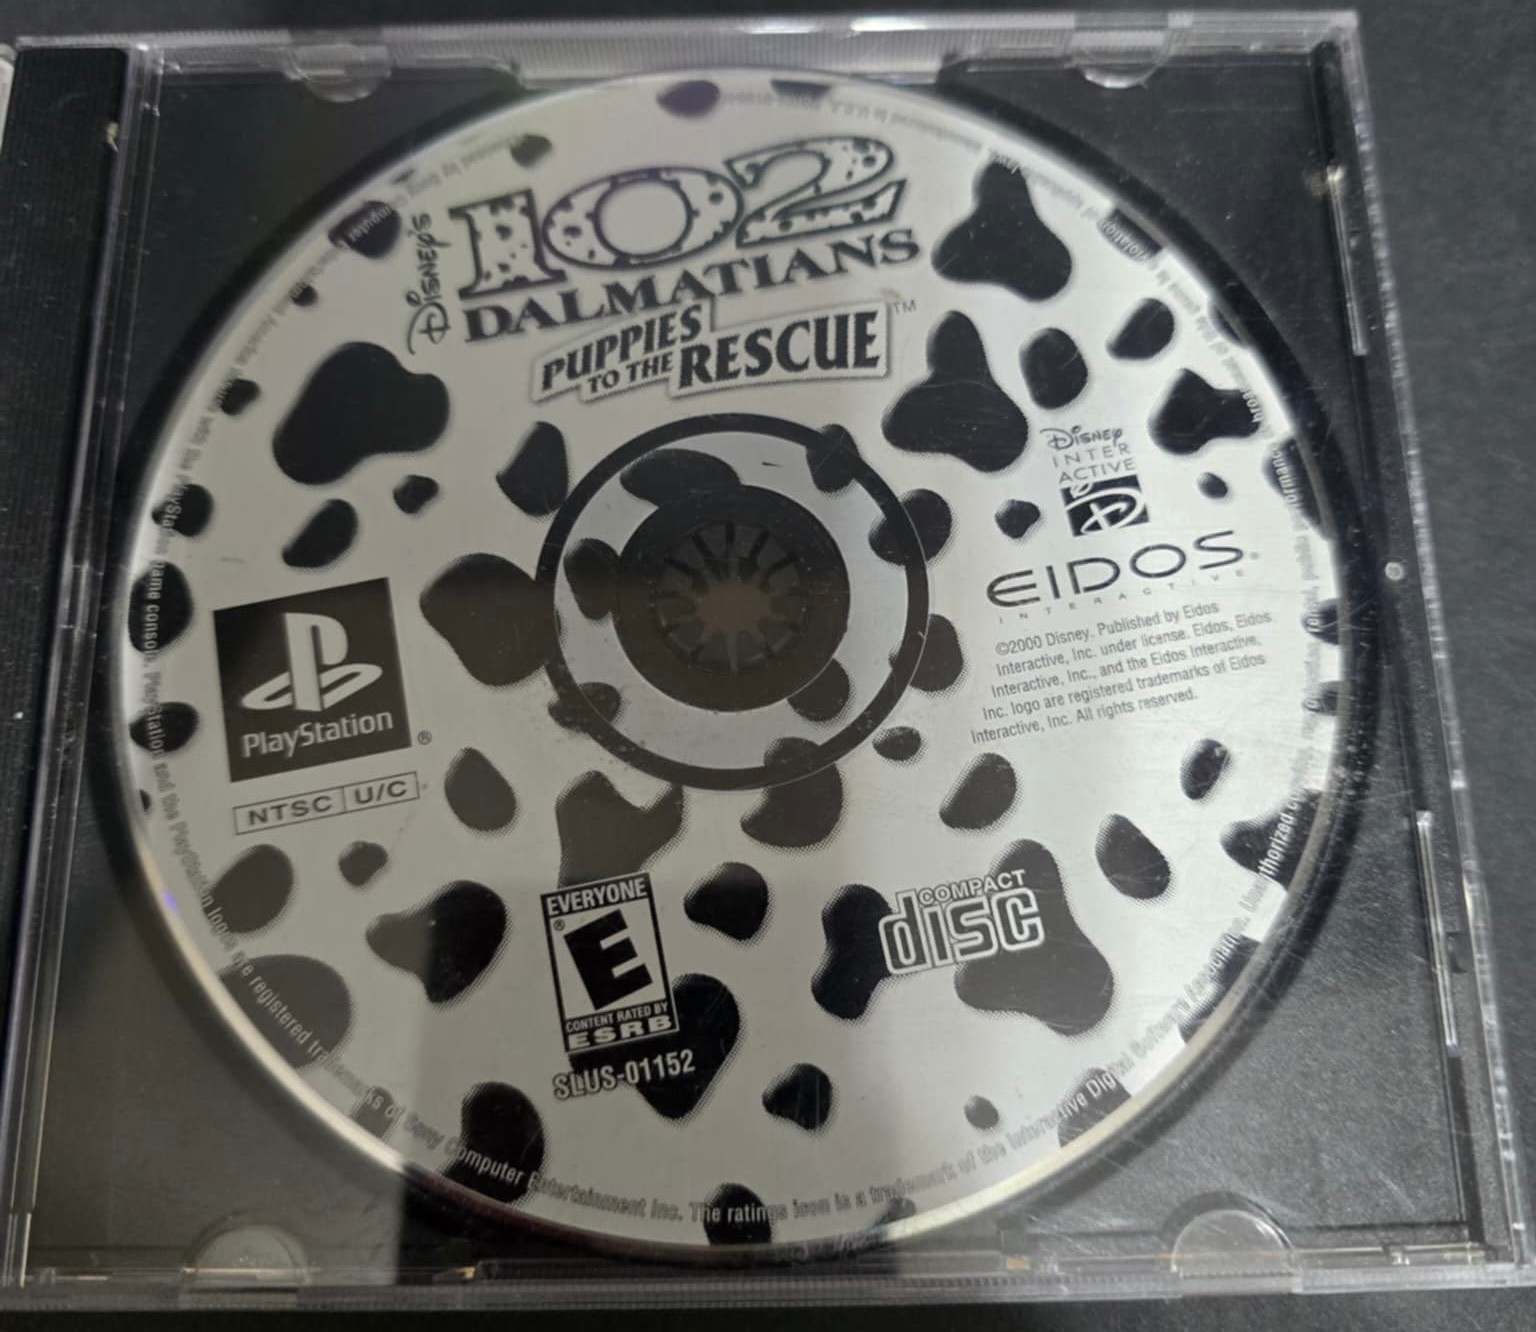 Disney's
102
DALMATIANS
PUPPIES
TO THE RESCUE™
Disney
INTER
ACTIVE
D
EIDOS®
INTERACTIVE
©2000 Disney. Published by Eidos
Interactive, Inc. under license. Eidos, Eidos
Interactive, Inc., and the Eidos Interactive,
Inc. logo are registered trademarks of Eidos
Interactive, Inc. All rights reserved.
PlayStation®
NTSC U/C
EVERYONE
E®
CONTENT RATED BY
ESRB
SLUS-01152
COMPACT
disc
PlayStation game console. PlayStation and the PlayStation logos are registered trademarks of Sony Computer Entertainment Inc. The ratings icon is a trademark of the Interactive Digital Software Association.